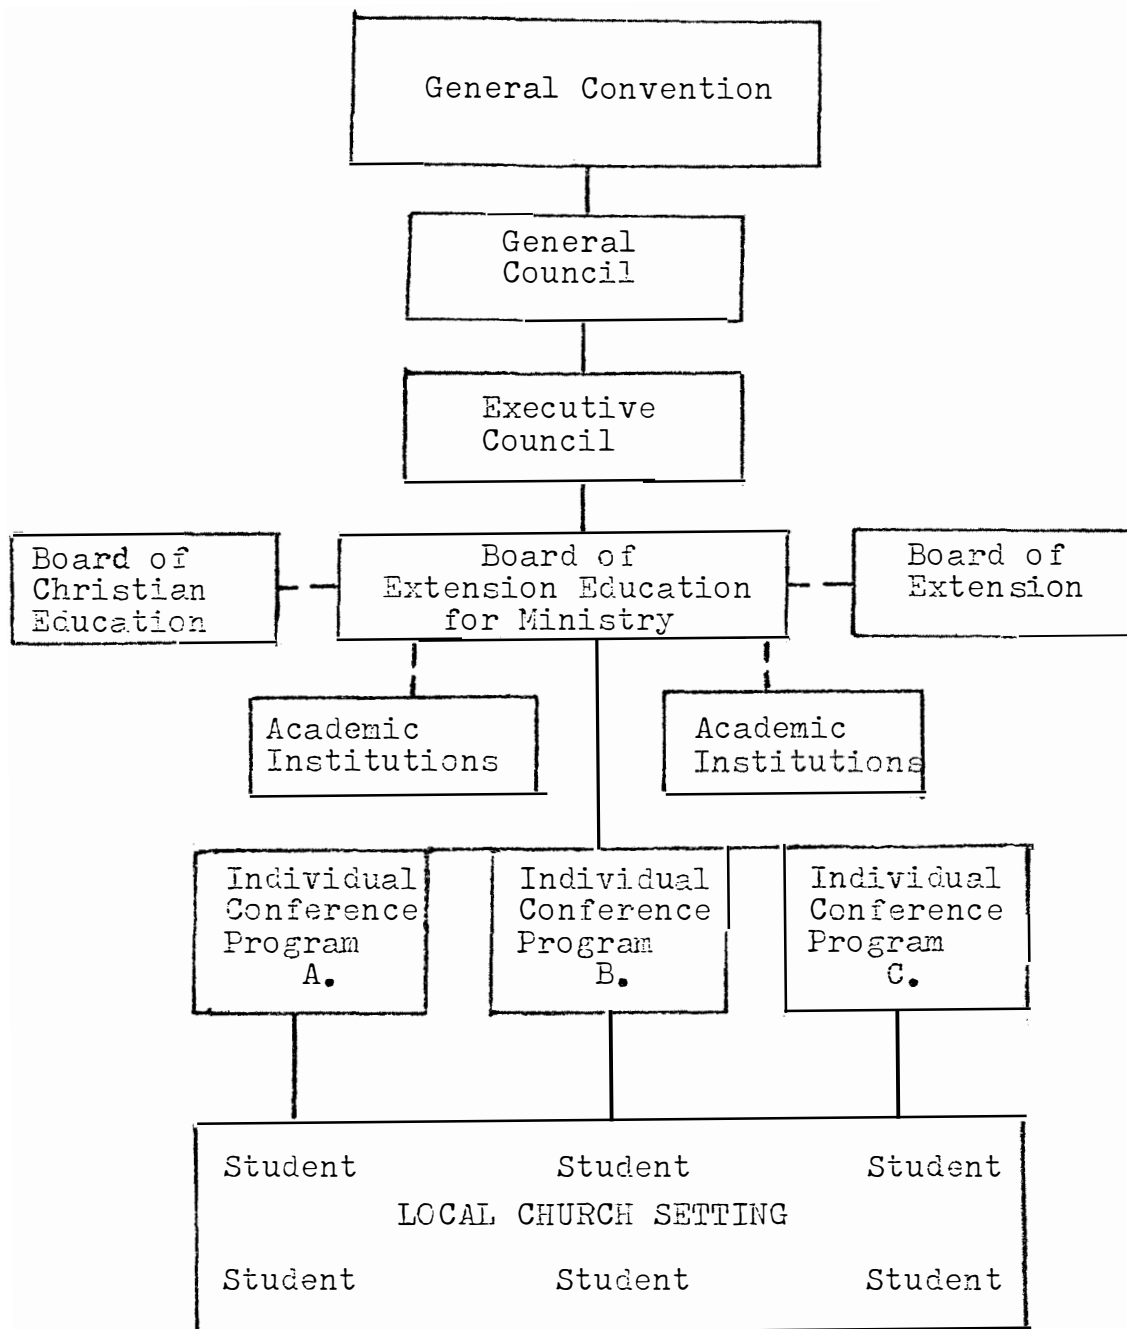 General Convention
General
Council
Executive
Council
Board of
Christian
Education
Board of
Extension Education
for Ministry
Board of
Extension
Academic
Institutions
Academic
Institutions
Individual
Conference
Program
A.
Individual
Conference
Program
B.
Individual
Conference
Program
C.
Student Student Student
LOCAL CHURCH SETTING
Student Student Student